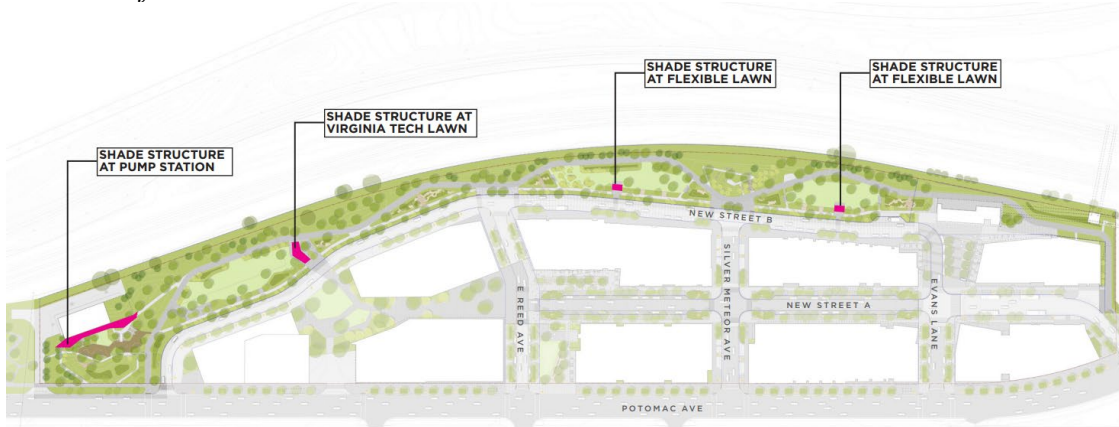 SHADE STRUCTURE
AT FLEXIBLE LAWN
SHADE STRUCTURE
AT FLEXIBLE LAWN
SHADE STRUCTURE AT
VIRGINIA TECH LAWN
SHADE STRUCTURE
AT PUMP STATION
NEW STREET B
E REED AVE
SILVER METEOR AVE
NEW STREET A
EVANS LANE
POTOMAC AVE